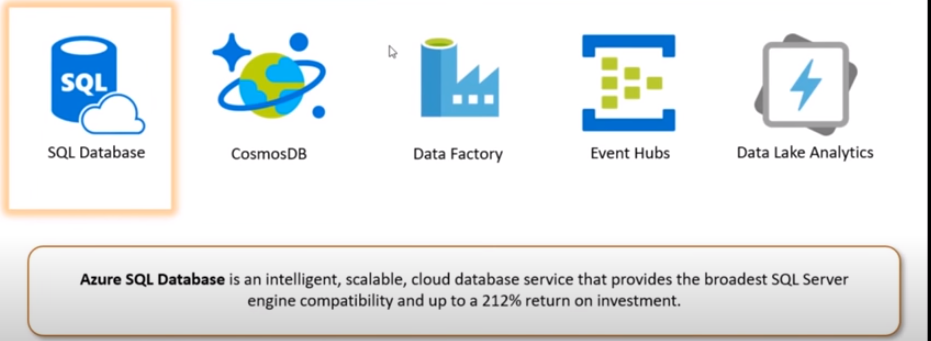 SQL
SQL Database
CosmosDB
Data Factory
Event Hubs
Data Lake Analytics
Azure SQL Database is an intelligent, scalable, cloud database service that provides the broadest SQL Server
engine compatibility and up to a 212% return on investment.